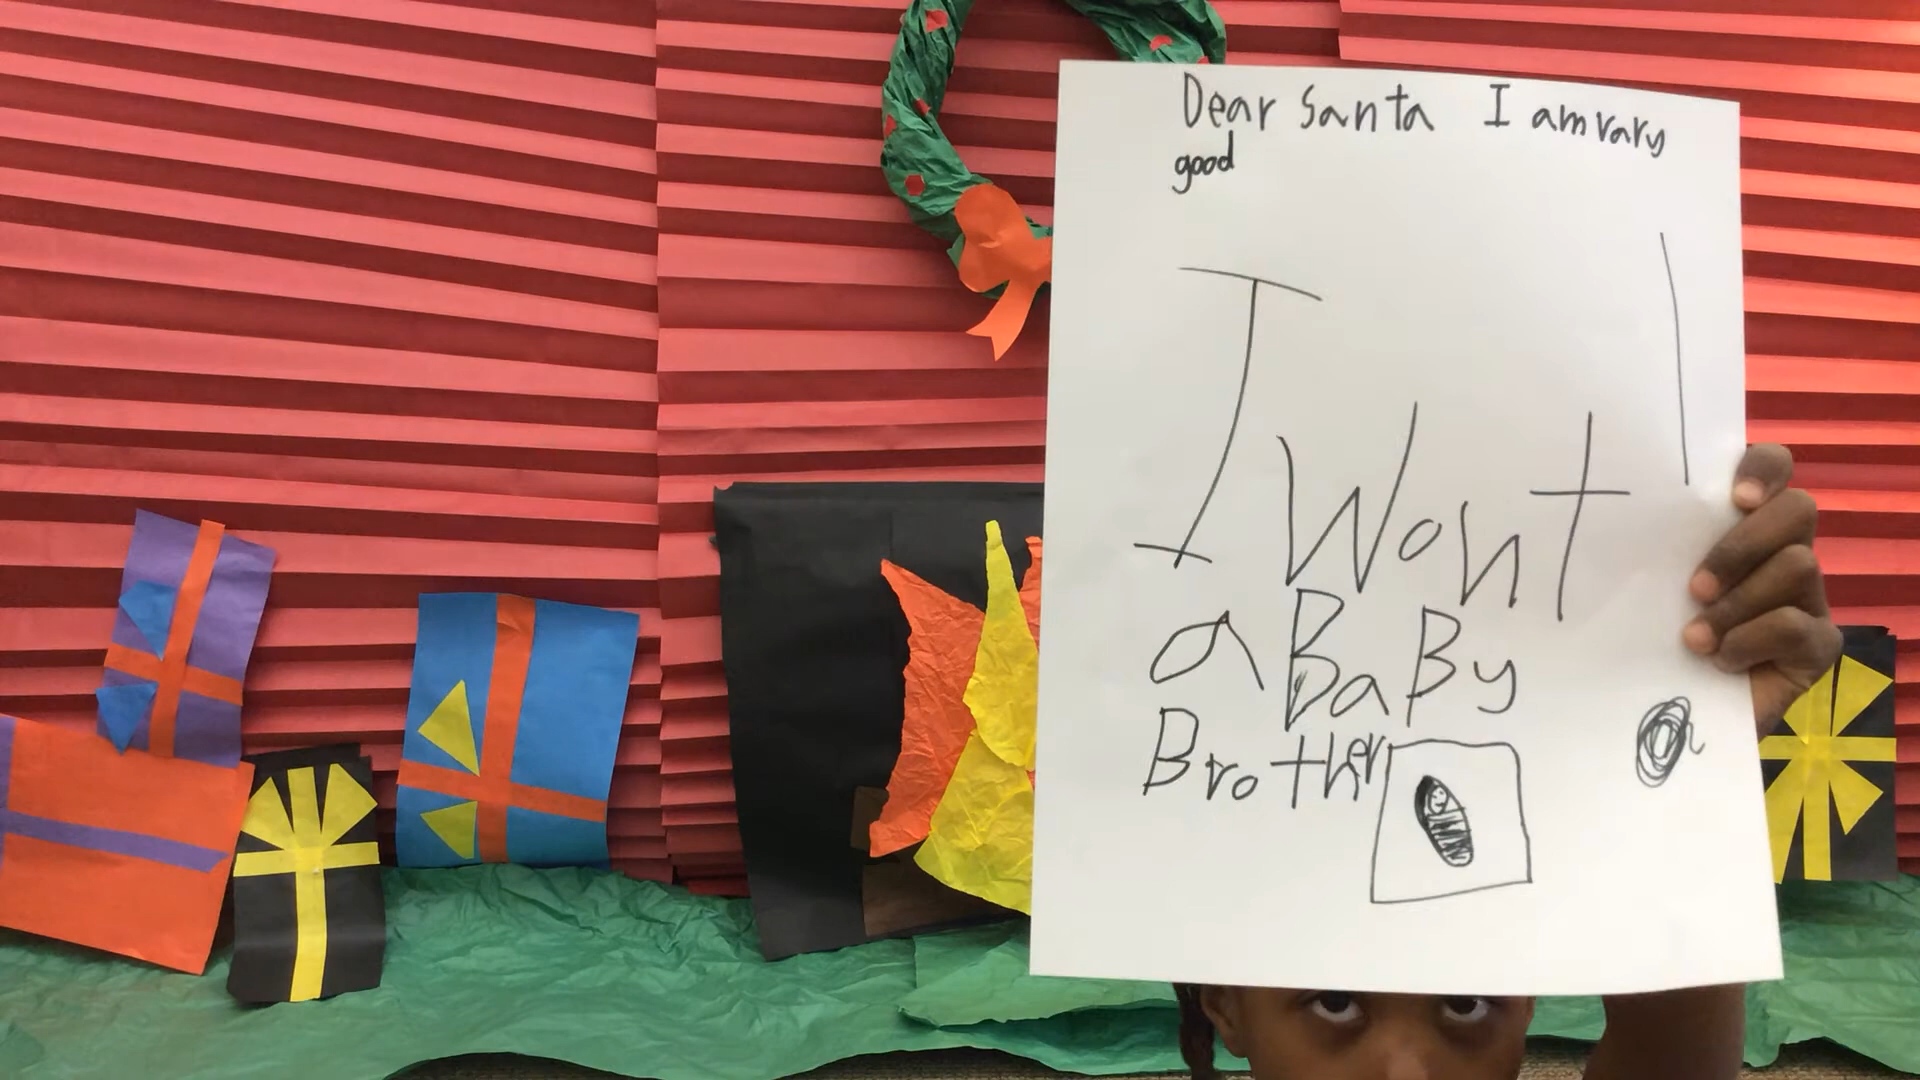 Dear Santa I am vary
good
I Wont
a BaBy
Brother